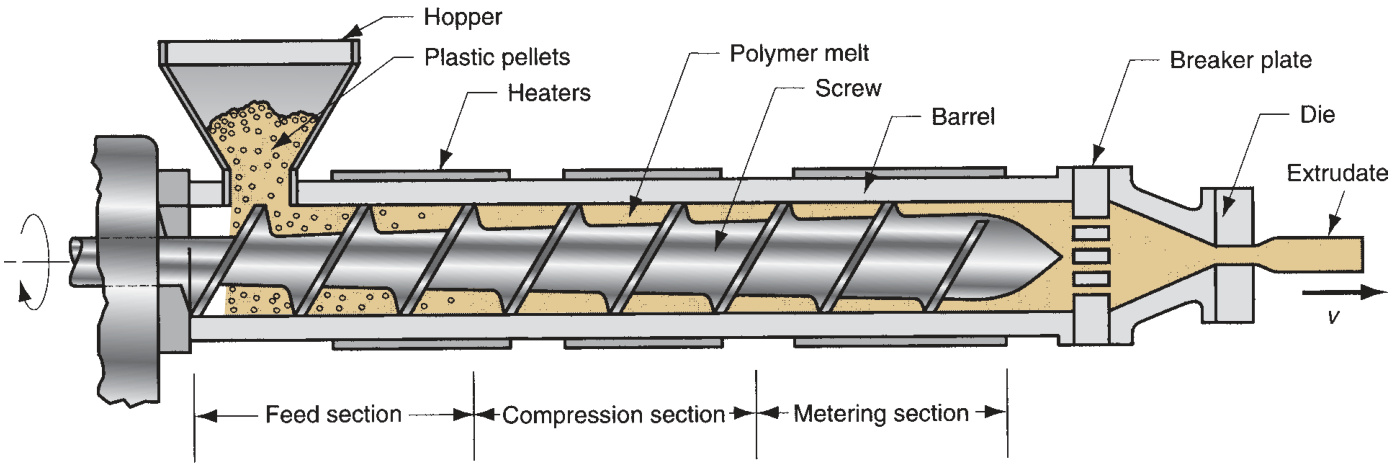 Hopper
Plastic pellets
Heaters
Polymer melt
Screw
Barrel
Breaker plate
Die
Extrudate
v
Feed section
Compression section
Metering section